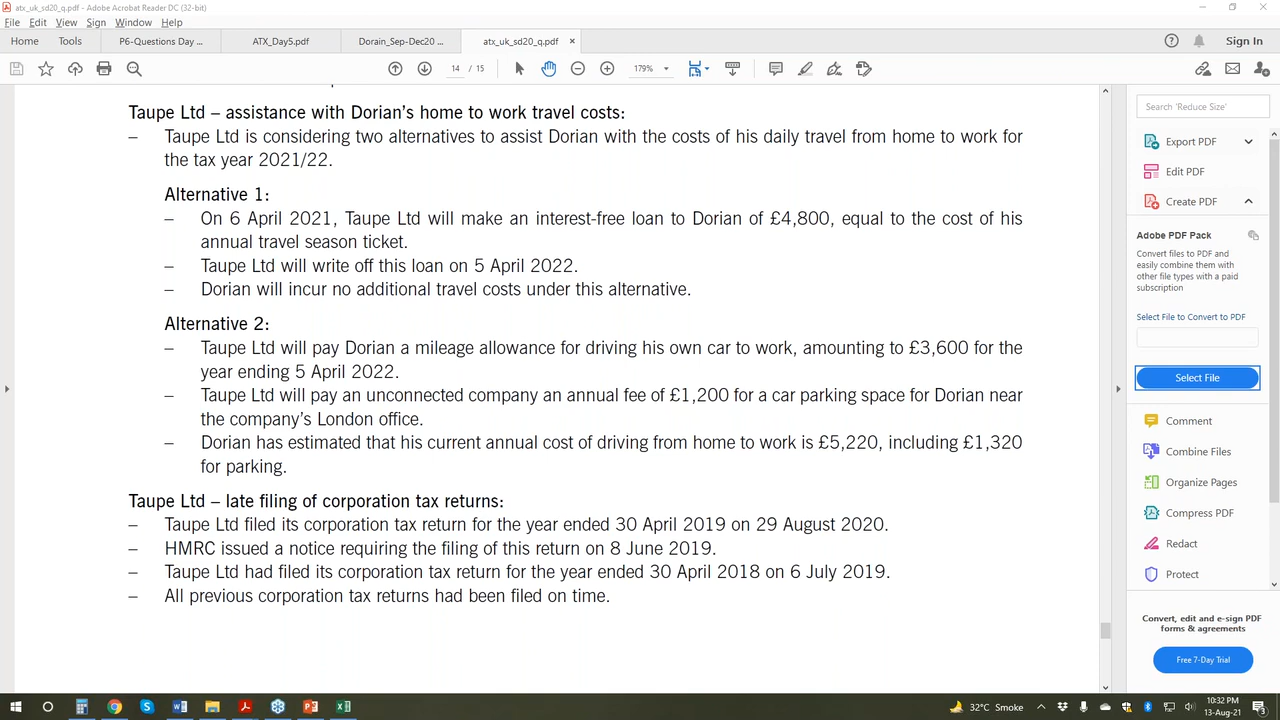 atx_uk_sd20_q.pdf - Adobe Acrobat Reader DC (32-bit)
File Edit View Sign Window Help
Home Tools P6-Questions Day ... ATX_Day5.pdf Dorain_Sep-Dec20 ... atx_uk_sd20_q.pdf × Sign In
14 / 15 179%
Taupe Ltd – assistance with Dorian's home to work travel costs:
– Taupe Ltd is considering two alternatives to assist Dorian with the costs of his daily travel from home to work for
the tax year 2021/22.
Alternative 1:
– On 6 April 2021, Taupe Ltd will make an interest-free loan to Dorian of £4,800, equal to the cost of his
annual travel season ticket.
– Taupe Ltd will write off this loan on 5 April 2022.
– Dorian will incur no additional travel costs under this alternative.
Alternative 2:
– Taupe Ltd will pay Dorian a mileage allowance for driving his own car to work, amounting to £3,600 for the
year ending 5 April 2022.
– Taupe Ltd will pay an unconnected company an annual fee of £1,200 for a car parking space for Dorian near
the company's London office.
– Dorian has estimated that his current annual cost of driving from home to work is £5,220, including £1,320
for parking.
Taupe Ltd – late filing of corporation tax returns:
– Taupe Ltd filed its corporation tax return for the year ended 30 April 2019 on 29 August 2020.
– HMRC issued a notice requiring the filing of this return on 8 June 2019.
– Taupe Ltd had filed its corporation tax return for the year ended 30 April 2018 on 6 July 2019.
– All previous corporation tax returns had been filed on time.
Search 'Reduce Size'
Export PDF
Edit PDF
Create PDF
Adobe PDF Pack
Convert files to PDF and
easily combine them with
other file types with a paid
subscription
Select File to Convert to PDF
Select File
Comment
Combine Files
Organize Pages
Compress PDF
Redact
Protect
Convert, edit and e-sign PDF
forms & agreements
Free 7-Day Trial
32°C Smoke
10:32 PM
13-Aug-21